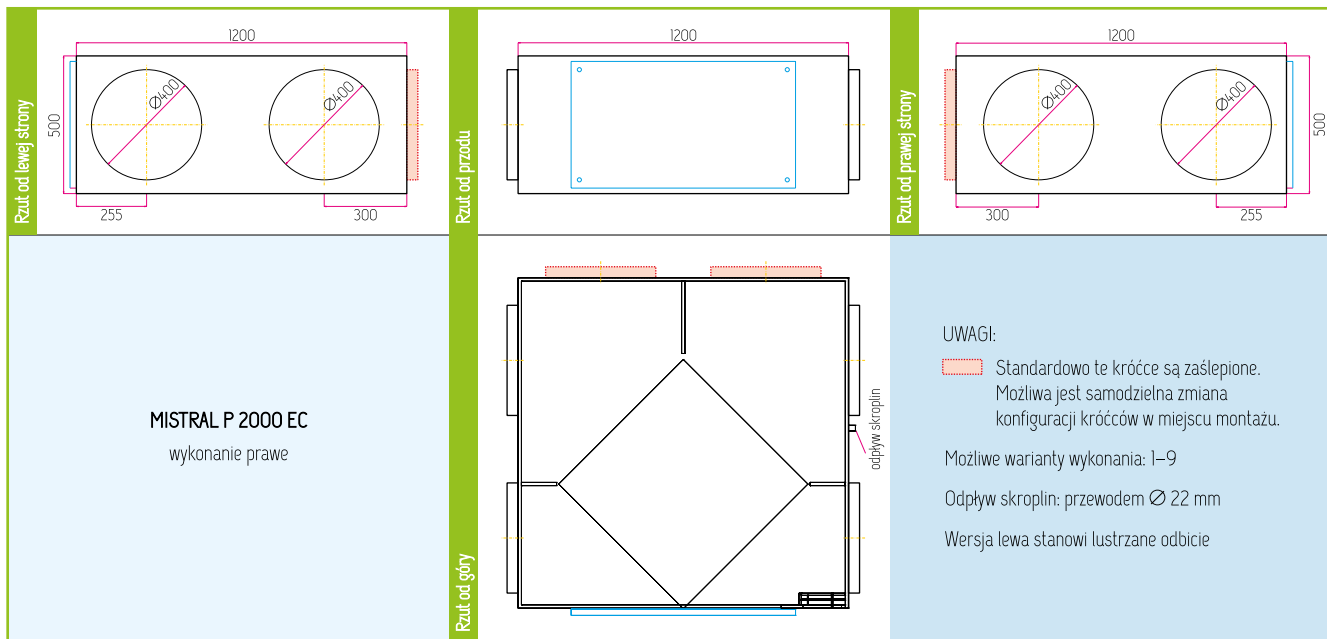 Rzut od lewej strony
1200
500
Ø400
Ø400
255
300
Rzut od przodu
1200
Rzut od prawej strony
1200
Ø400
Ø400
500
300
255
MISTRAL P 2000 EC
wykonanie prawe
Rzut od góry
odpływ skroplin
UWAGI:
Standardowo te króćce są zaślepione.
Możliwa jest samodzielna zmiana
konfiguracji króćców w miejscu montażu.
Możliwe warianty wykonania: 1–9
Odpływ skroplin: przewodem Ø 22 mm
Wersja lewa stanowi lustrzane odbicie